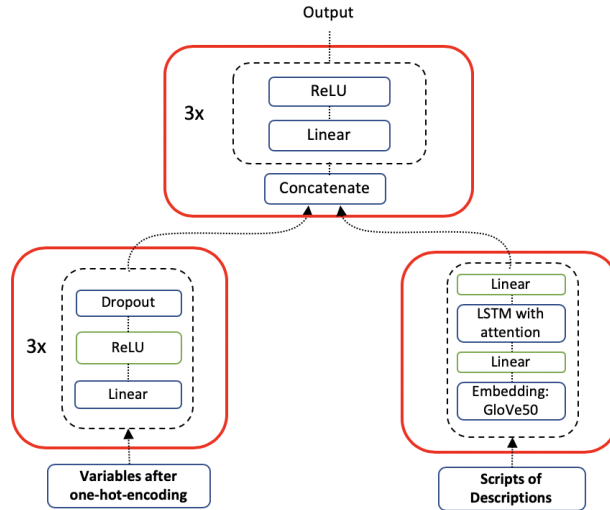 Output
3x
ReLU
Linear
Concatenate
3x
Dropout
ReLU
Linear
Variables after
one-hot-encoding
Linear
LSTM with
attention
Linear
Embedding:
GloVe50
Scripts of
Descriptions